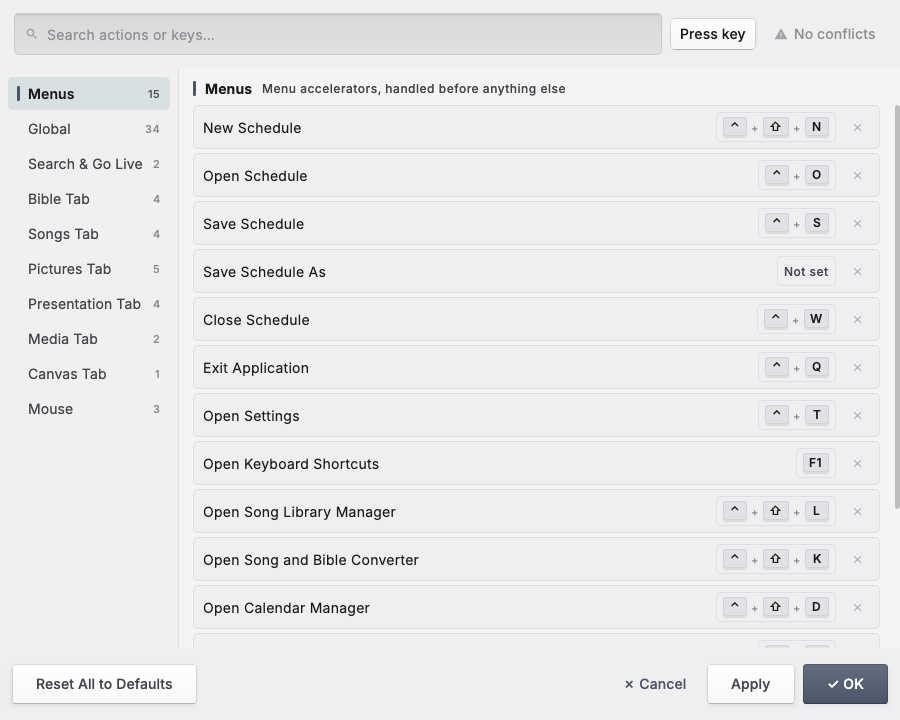 Search actions or keys...
Press key
No conflicts
Menus 15
Global 34
Search & Go Live 2
Bible Tab 4
Songs Tab 4
Pictures Tab 5
Presentation Tab 4
Media Tab 2
Canvas Tab 1
Mouse 3
Menus Menu accelerators, handled before anything else
New Schedule ^ + ⇧ + N ×
Open Schedule ^ + O ×
Save Schedule ^ + S ×
Save Schedule As Not set ×
Close Schedule ^ + W ×
Exit Application ^ + Q ×
Open Settings ^ + T ×
Open Keyboard Shortcuts F1 ×
Open Song Library Manager ^ + ⇧ + L ×
Open Song and Bible Converter ^ + ⇧ + K ×
Open Calendar Manager ^ + ⇧ + D ×
Reset All to Defaults
× Cancel
Apply
✓ OK